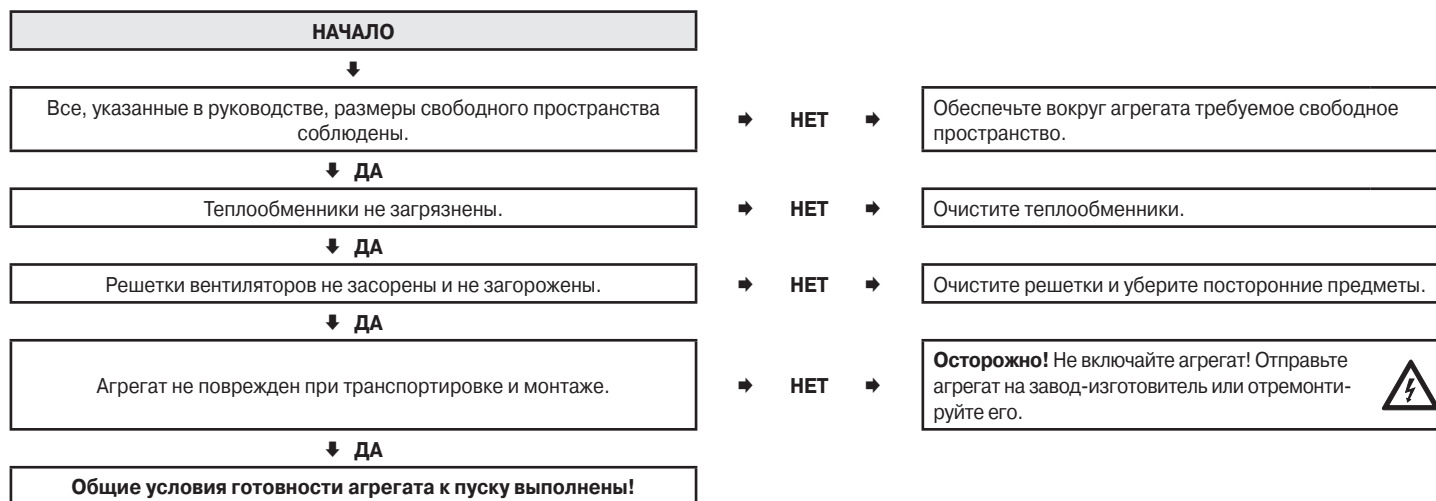 НАЧАЛО
Все, указанные в руководстве, размеры свободного пространства
соблюдены.
НЕТ
Обеспечьте вокруг агрегата требуемое свободное
пространство.
ДА
Теплообменники не загрязнены.
НЕТ
Очистите теплообменники.
ДА
Решетки вентиляторов не засорены и не загорожены.
НЕТ
Очистите решетки и уберите посторонние предметы.
ДА
Агрегат не поврежден при транспортировке и монтаже.
НЕТ
Осторожно! Не включайте агрегат! Отправьте
агрегат на завод-изготовитель или отремонти-
руйте его.
ДА
Общие условия готовности агрегата к пуску выполнены!